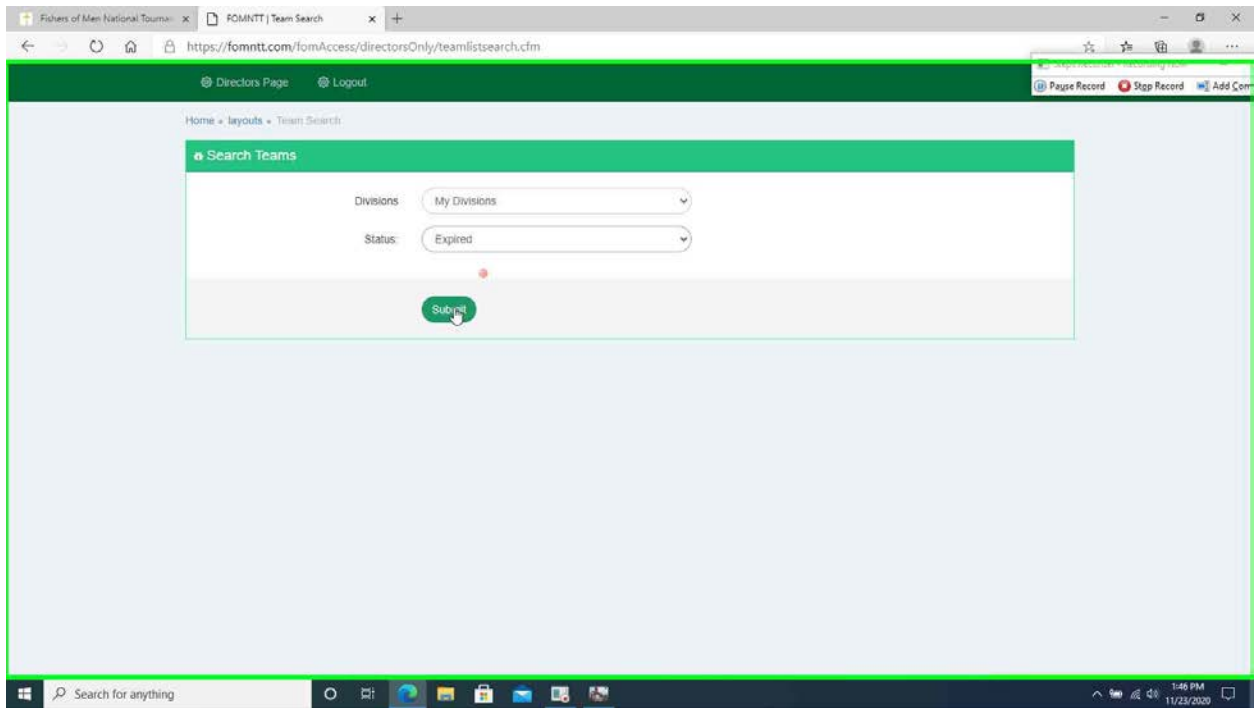 Fishers of Men National Tourna
FOMNTT | Team Search
https://fomntt.com/fomAccess/directorsOnly/teamlistsearch.cfm
Directors Page
Logout
Pause Record
Stop Record
Add Com
Home
layouts
Team Search
Search Teams
Divisions
My Divisions
Status:
Expired
Submit
Search for anything
1:46 PM
11/23/2020